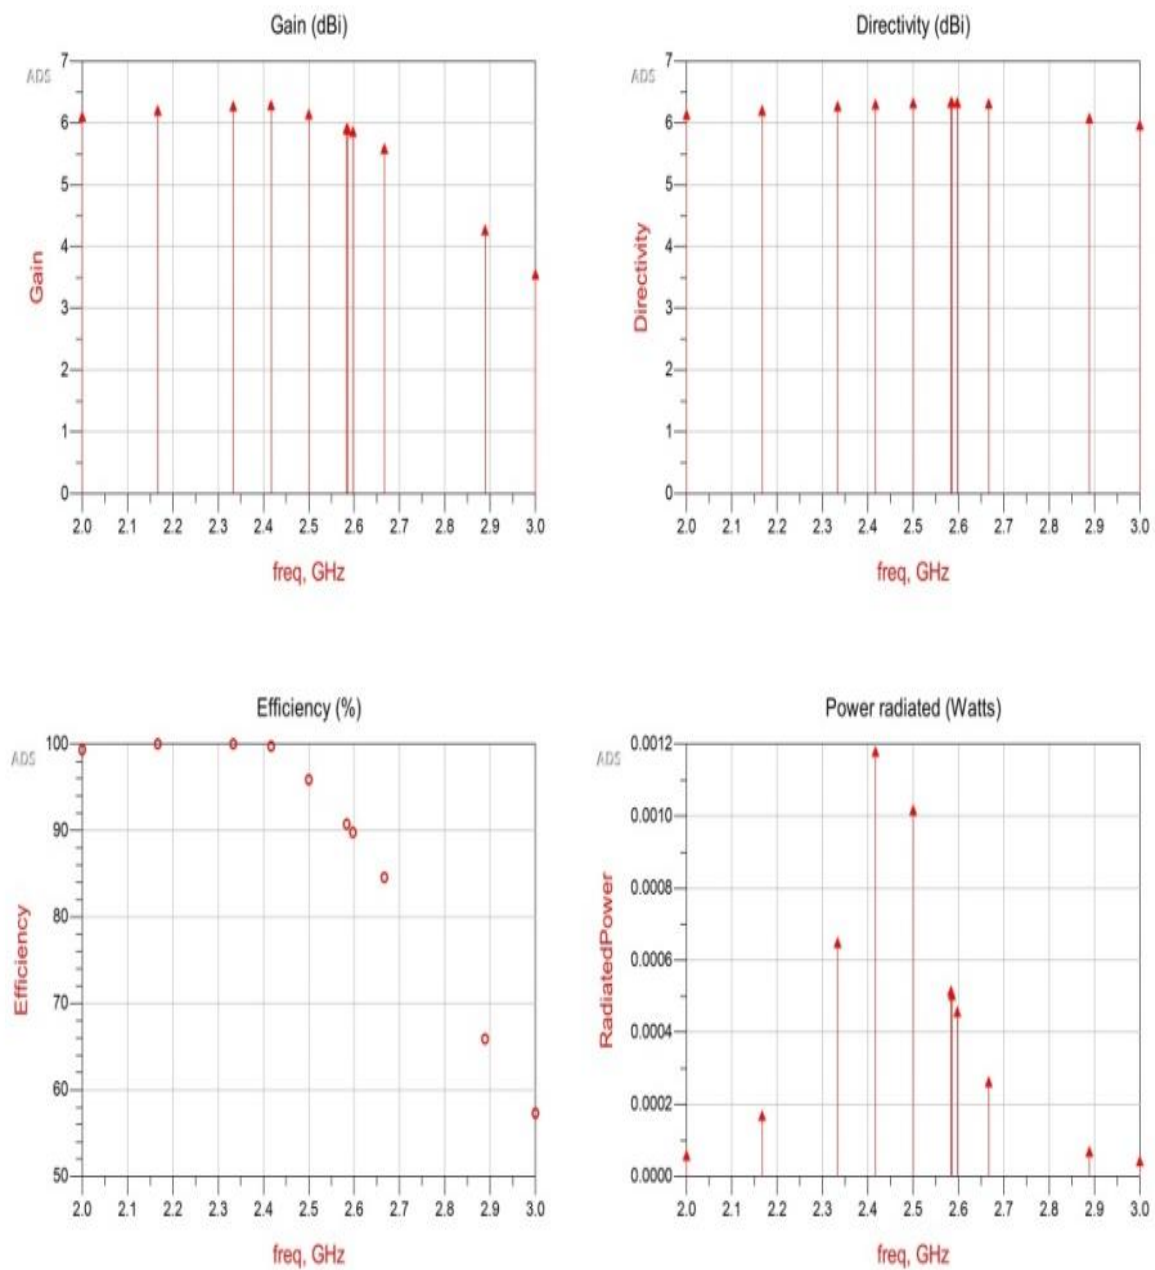 Gain (dBi)
ADS
7
6
5
4
3
2
1
0
Gain
2.0 2.1 2.2 2.3 2.4 2.5 2.6 2.7 2.8 2.9 3.0
freq, GHz
Directivity (dBi)
ADS
7
6
5
4
3
2
1
0
Directivity
2.0 2.1 2.2 2.3 2.4 2.5 2.6 2.7 2.8 2.9 3.0
freq, GHz
Efficiency (%)
ADS
100
90
80
70
60
50
Efficiency
2.0 2.1 2.2 2.3 2.4 2.5 2.6 2.7 2.8 2.9 3.0
freq, GHz
Power radiated (Watts)
ADS
0.0012
0.0010
0.0008
0.0006
0.0004
0.0002
0.0000
RadiatedPower
2.0 2.1 2.2 2.3 2.4 2.5 2.6 2.7 2.8 2.9 3.0
freq, GHz